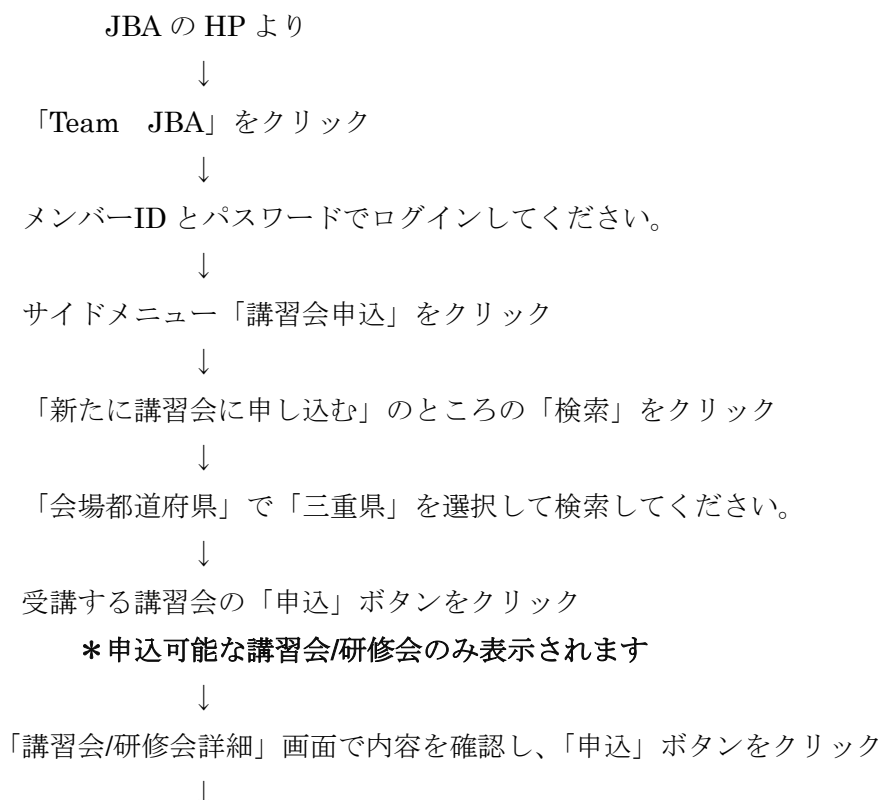 JBA の HP より
↓
「Team　JBA」をクリック
↓
メンバーID とパスワードでログインしてください。
↓
サイドメニュー「講習会申込」をクリック
↓
「新たに講習会に申し込む」のところの「検索」をクリック
↓
「会場都道府県」で「三重県」を選択して検索してください。
↓
受講する講習会の「申込」ボタンをクリック
＊申込可能な講習会/研修会のみ表示されます
↓
「講習会/研修会詳細」画面で内容を確認し、「申込」ボタンをクリック
↓